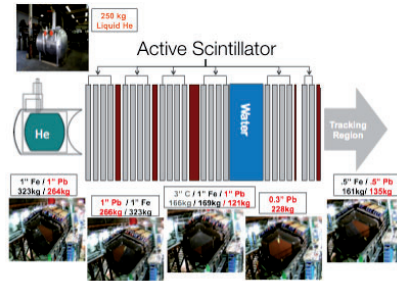 250 kg
Liquid He
Active Scintillator
He
Water
Tracking
Region
1" Fe / 1" Pb
323kg / 264kg
1" Pb / 1" Fe
266kg / 323kg
3" C / 1" Fe / 1" Pb
166kg / 169kg / 121kg
0.3" Pb
228kg
.5" Fe / .5" Pb
161kg / 135kg